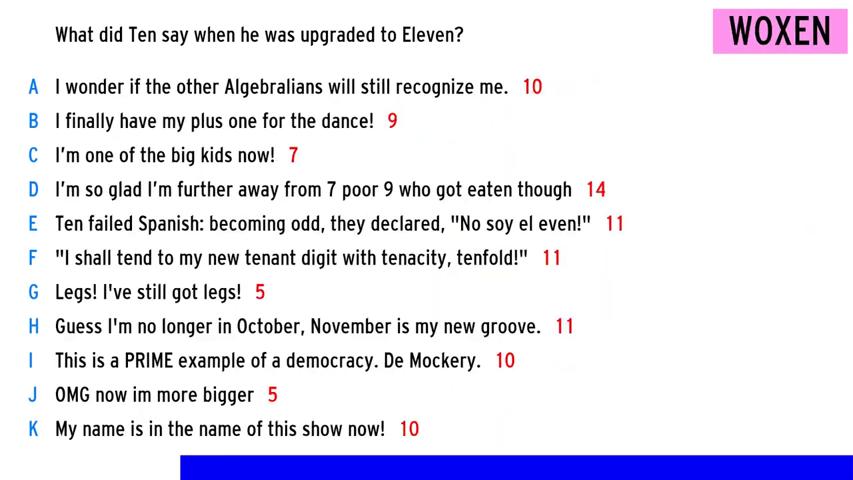 What did Ten say when he was upgraded to Eleven?
WOXEN
A I wonder if the other Algebralians will still recognize me. 10
B I finally have my plus one for the dance! 9
C I'm one of the big kids now! 7
D I'm so glad I'm further away from 7 poor 9 who got eaten though 14
E Ten failed Spanish: becoming odd, they declared, "No soy el even!" 11
F "I shall tend to my new tenant digit with tenacity, tenfold!" 11
G Legs! I've still got legs! 5
H Guess I'm no longer in October, November is my new groove. 11
I This is a PRIME example of a democracy. De Mockery. 10
J OMG now im more bigger 5
K My name is in the name of this show now! 10